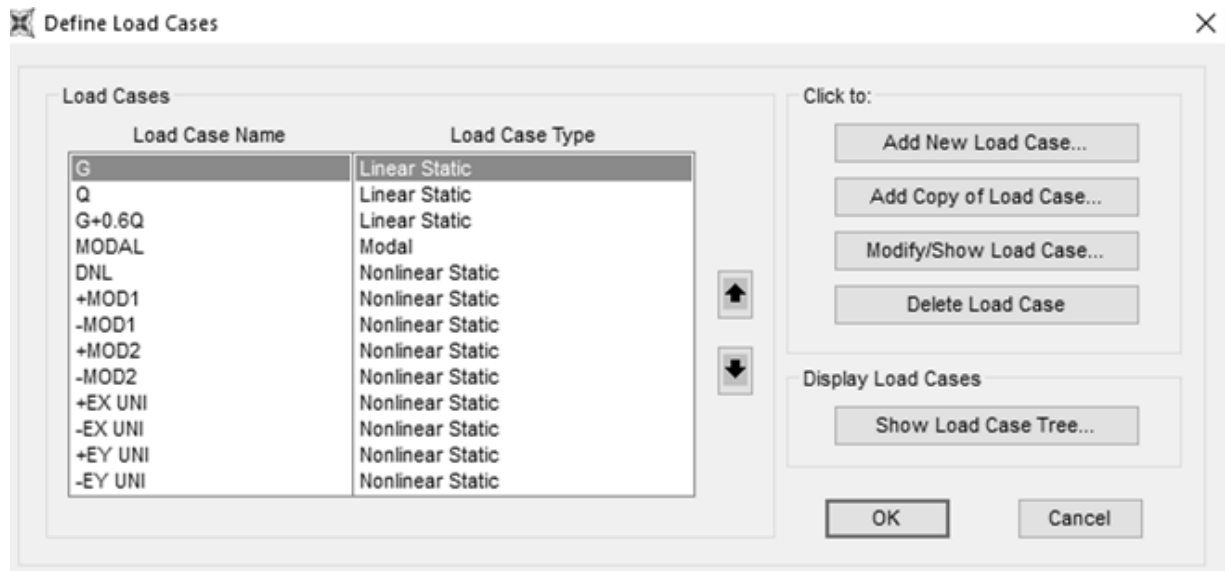 Define Load Cases
Load Cases
Load Case Name Load Case Type
G Linear Static
Q Linear Static
G+0.6Q Linear Static
MODAL Modal
DNL Nonlinear Static
+MOD1 Nonlinear Static
-MOD1 Nonlinear Static
+MOD2 Nonlinear Static
-MOD2 Nonlinear Static
+EX UNI Nonlinear Static
-EX UNI Nonlinear Static
+EY UNI Nonlinear Static
-EY UNI Nonlinear Static
Click to:
Add New Load Case...
Add Copy of Load Case...
Modify/Show Load Case...
Delete Load Case
Display Load Cases
Show Load Case Tree...
OK Cancel